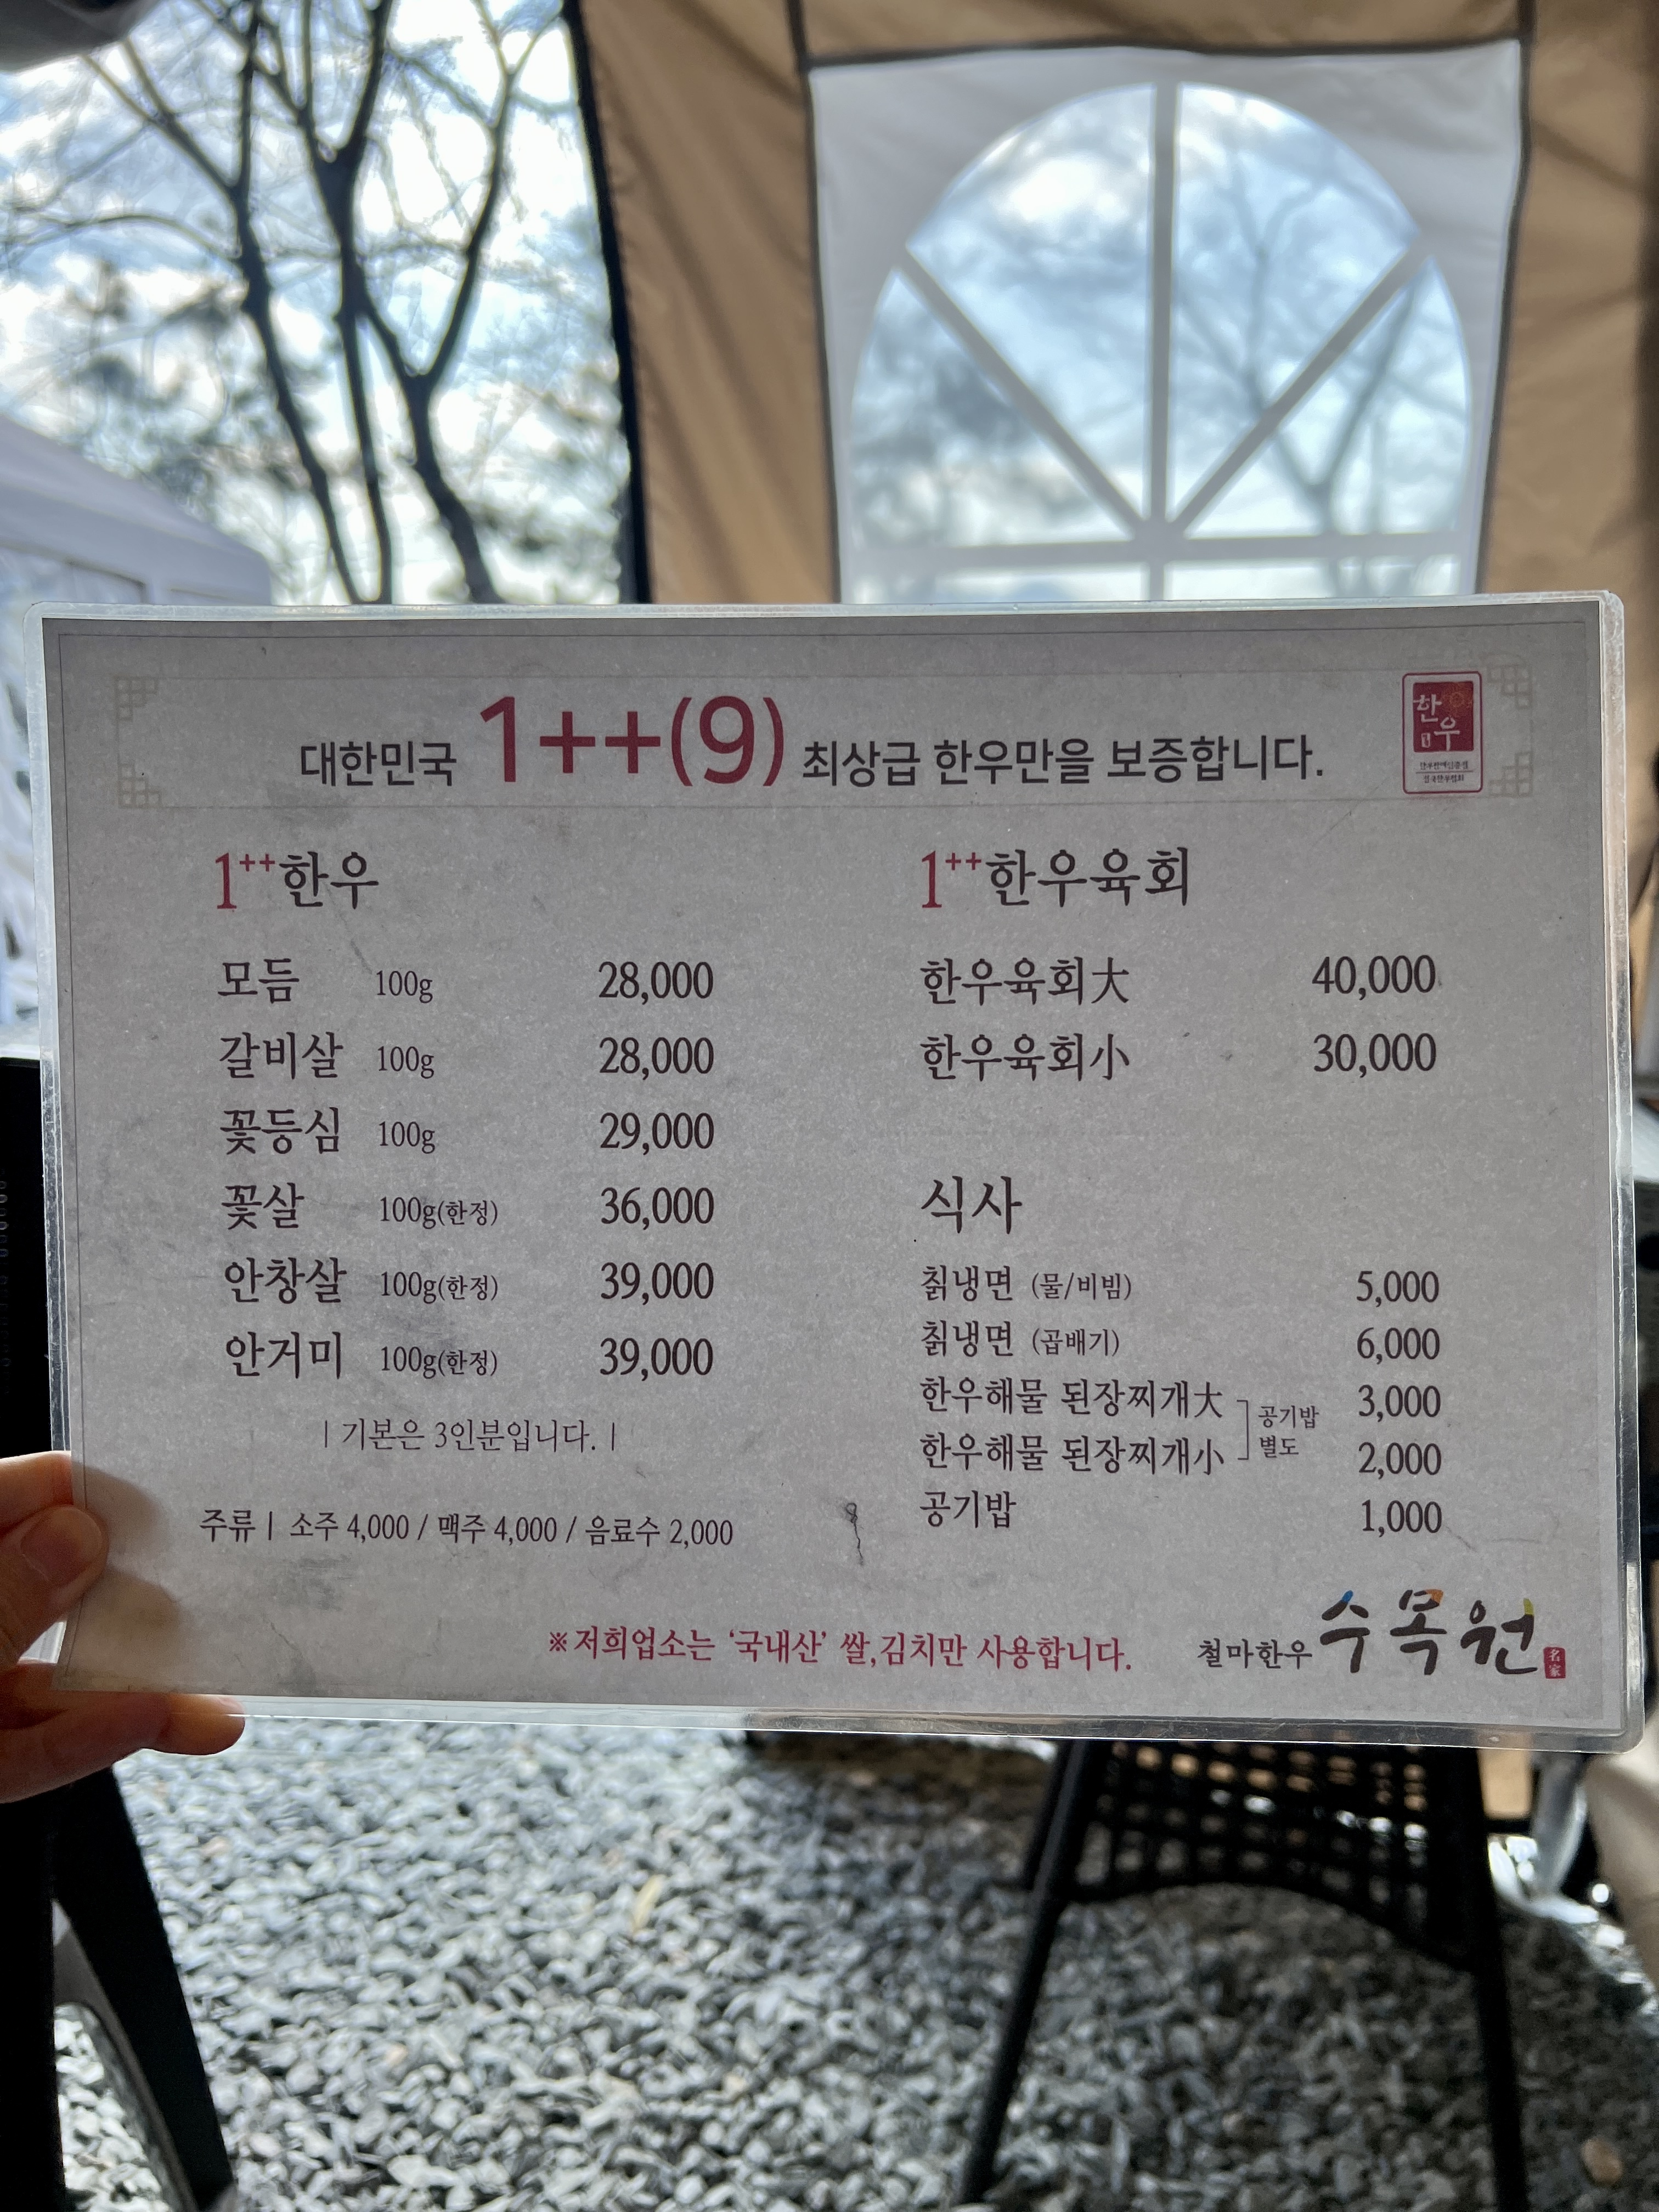 대한민국 1++(9) 최상급 한우만을 보증합니다.
한우
1++한우
모듬 100g 28,000
갈비살 100g 28,000
꽃등심 100g 29,000
꽃살 100g(한정) 36,000
안창살 100g(한정) 39,000
안거미 100g(한정) 39,000
| 기본은 3인분입니다. |
주류 | 소주 4,000 / 맥주 4,000 / 음료수 2,000
1++한우육회
한우육회大 40,000
한우육회小 30,000
식사
칡냉면 (물/비빔) 5,000
칡냉면 (곱배기) 6,000
한우해물 된장찌개大 3,000
한우해물 된장찌개小 2,000
공기밥
별도
공기밥 1,000
※저희업소는 ‘국내산’ 쌀,김치만 사용합니다.
철마한우 수목원
名家